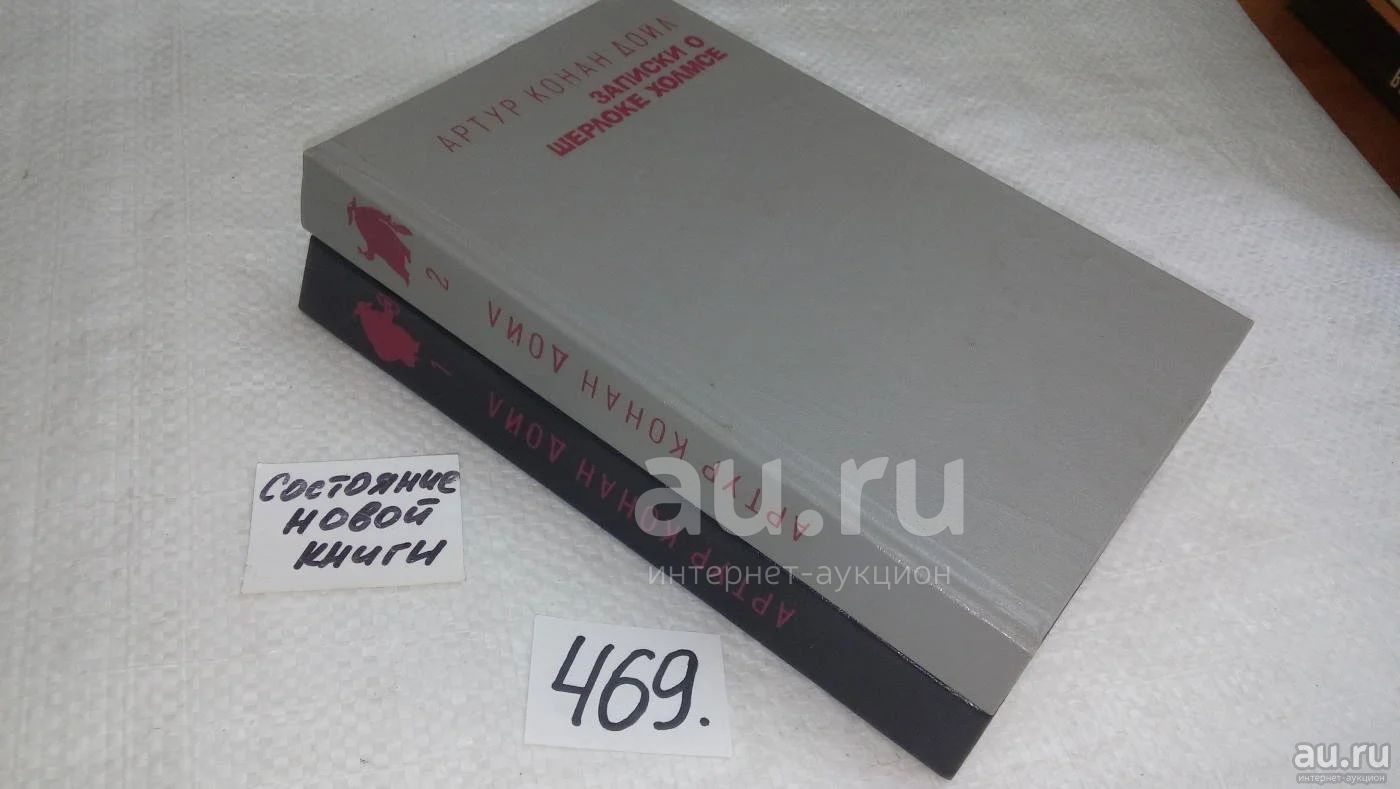 АРТУР КОНАН ДОЙЛ
ЗАПИСКИ О
ШЕРЛОКЕ ХОЛМСЕ
2 АРТУР КОНАН ДОЙЛ
1 АРТУР КОНАН ДОЙЛ
Состояние
новой
книги
469.
au.ru
интернет-аукцион
au.ru
интернет-аукцион